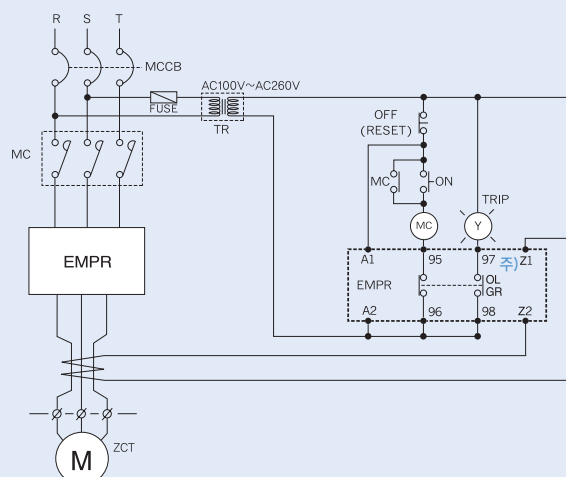 R S T
MCCB
AC100V~AC260V
FUSE
TR
OFF
(RESET)
MC
MC ON
TRIP
MC Y
EMPR
A1 95 97 주) Z1
EMPR OL
GR
A2 96 98 Z2
ZCT
M